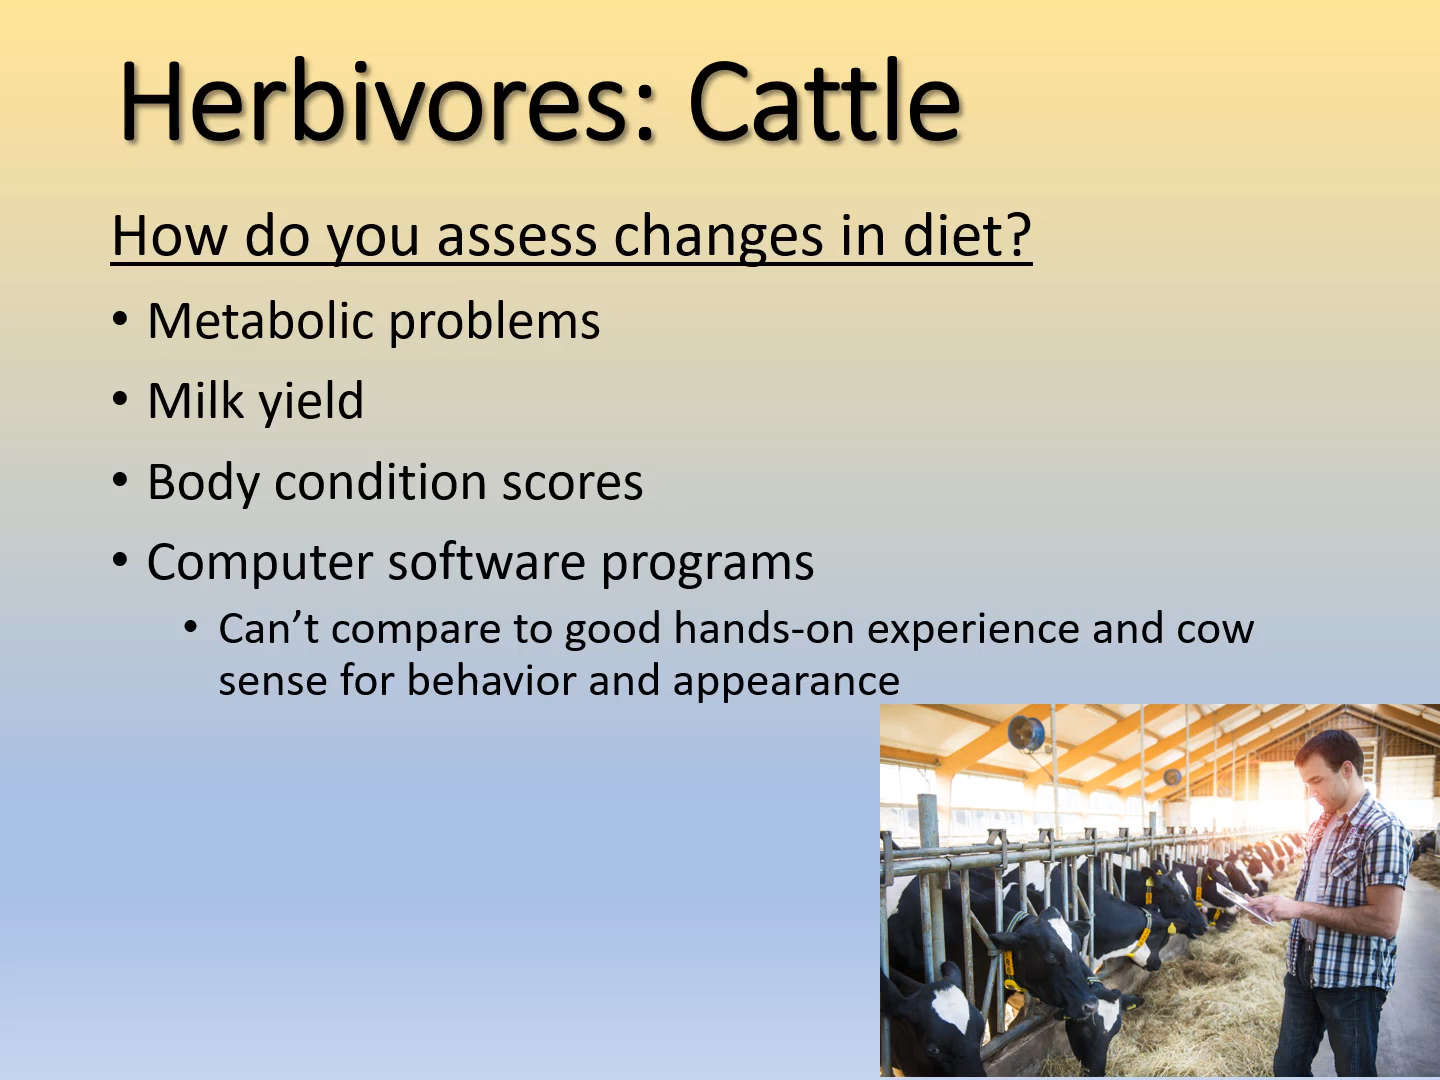 Herbivores: Cattle
How do you assess changes in diet?
• Metabolic problems
• Milk yield
• Body condition scores
• Computer software programs
• Can’t compare to good hands-on experience and cow
sense for behavior and appearance